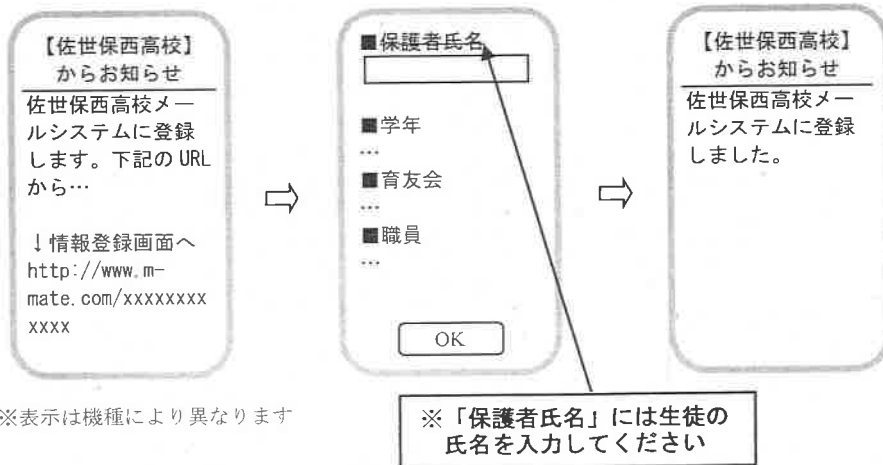 【佐世保西高校】
からお知らせ
佐世保西高校メー
ルシステムに登録
します。下記の URL
から…
↓情報登録画面へ
http://www.m-
mate.com/xxxxxxxx
xxxx
■保護者氏名
■学年
…
■育友会
…
■職員
…
OK
【佐世保西高校】
からお知らせ
佐世保西高校メー
ルシステムに登録
しました。
※表示は機種により異なります
※「保護者氏名」には生徒の
氏名を入力してください